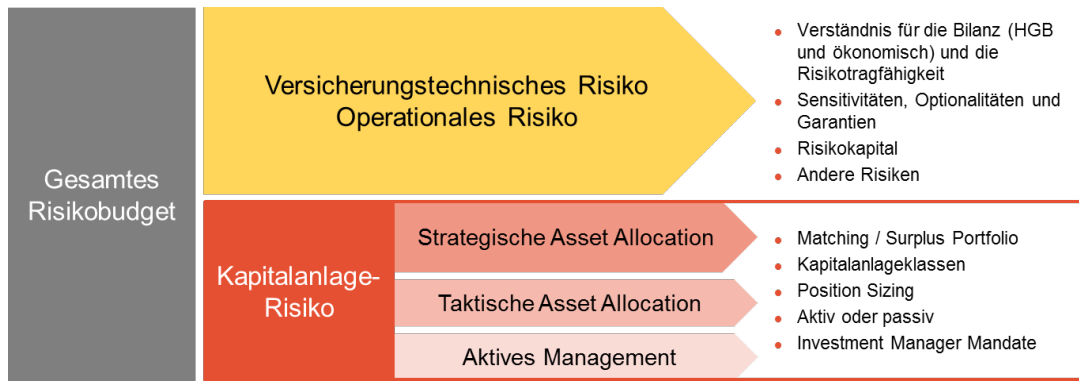 Gesamtes
Risikobudget
Versicherungstechnisches Risiko
Operationales Risiko
• Verständnis für die Bilanz (HGB
und ökonomisch) und die
Risikotragfähigkeit
• Sensitivitäten, Optionalitäten und
Garantien
• Risikokapital
• Andere Risiken
Kapitalanlage-
Risiko
Strategische Asset Allocation
Taktische Asset Allocation
Aktives Management
• Matching / Surplus Portfolio
• Kapitalanlageklassen
• Position Sizing
• Aktiv oder passiv
• Investment Manager Mandate